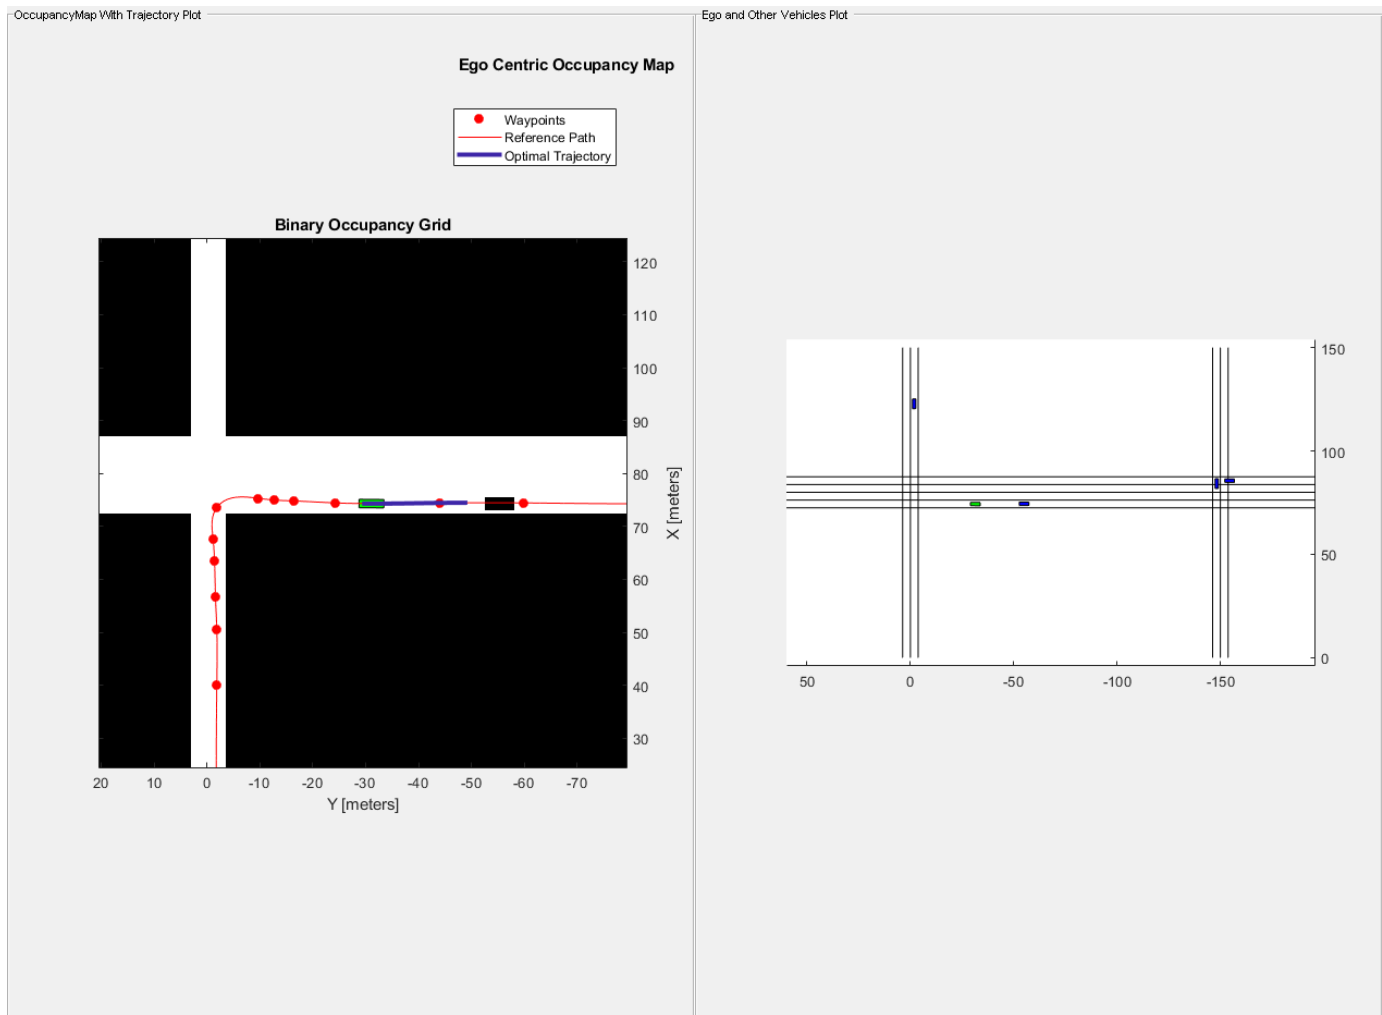 OccupancyMap With Trajectory Plot
Ego and Other Vehicles Plot
Ego Centric Occupancy Map
Waypoints
Reference Path
Optimal Trajectory
Binary Occupancy Grid
120
110
100
90
80
70
60
50
40
30
X [meters]
20 10 0 -10 -20 -30 -40 -50 -60 -70
Y [meters]
150
100
50
0
50 0 -50 -100 -150